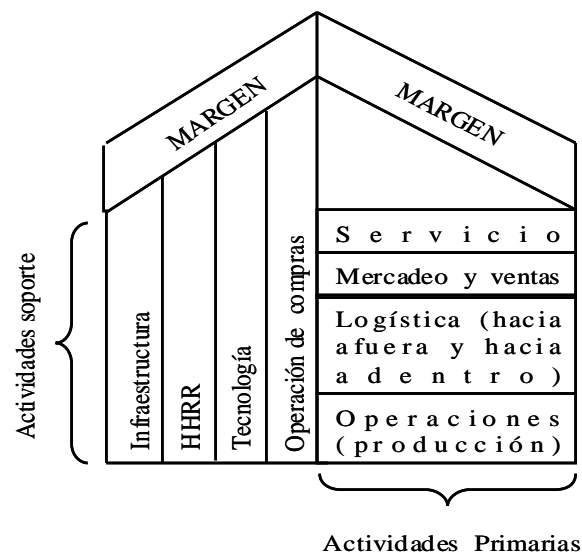 MARGEN
MARGEN
Actividades soporte
Infraestructura
HHRR
Tecnología
Operación de compras
Servicio
Mercadeo y ventas
Logística (hacia
afuera y hacia
adentro)
Operaciones
(producción)
Actividades Primarias